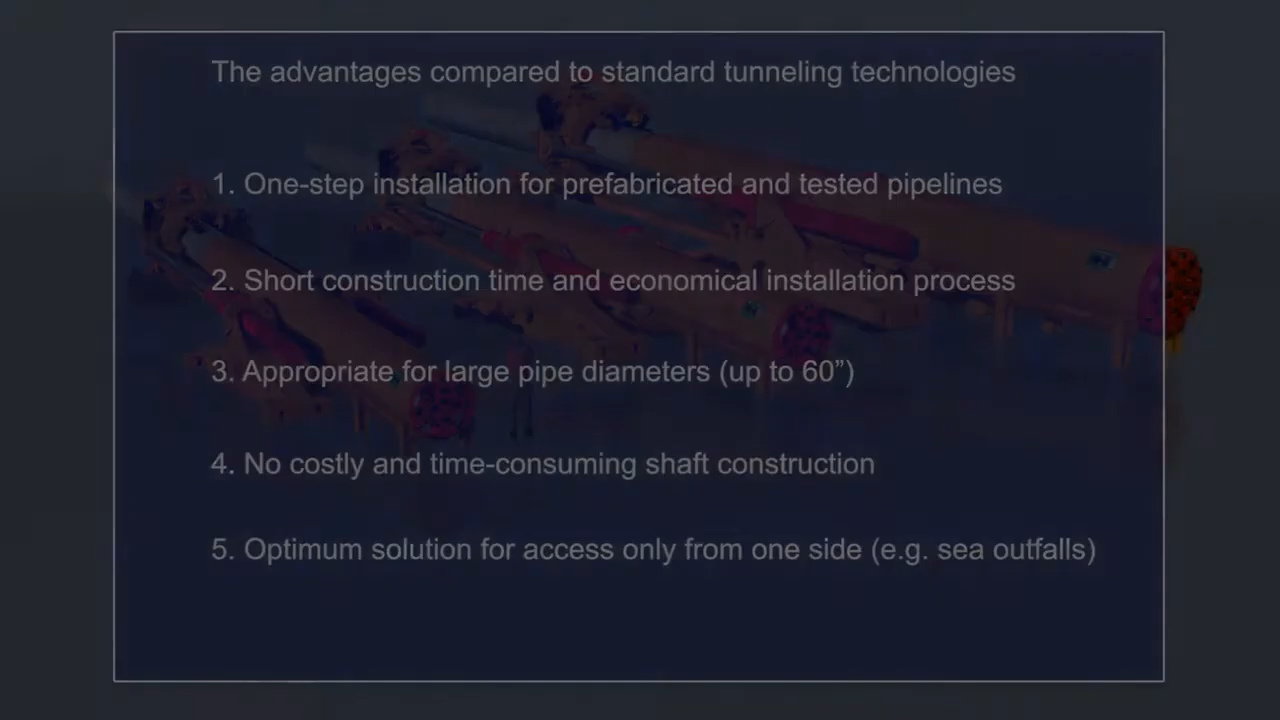 The advantages compared to standard tunneling technologies
1. One-step installation for prefabricated and tested pipelines
2. Short construction time and economical installation process
3. Appropriate for large pipe diameters (up to 60”)
4. No costly and time-consuming shaft construction
5. Optimum solution for access only from one side (e.g. sea outfalls)